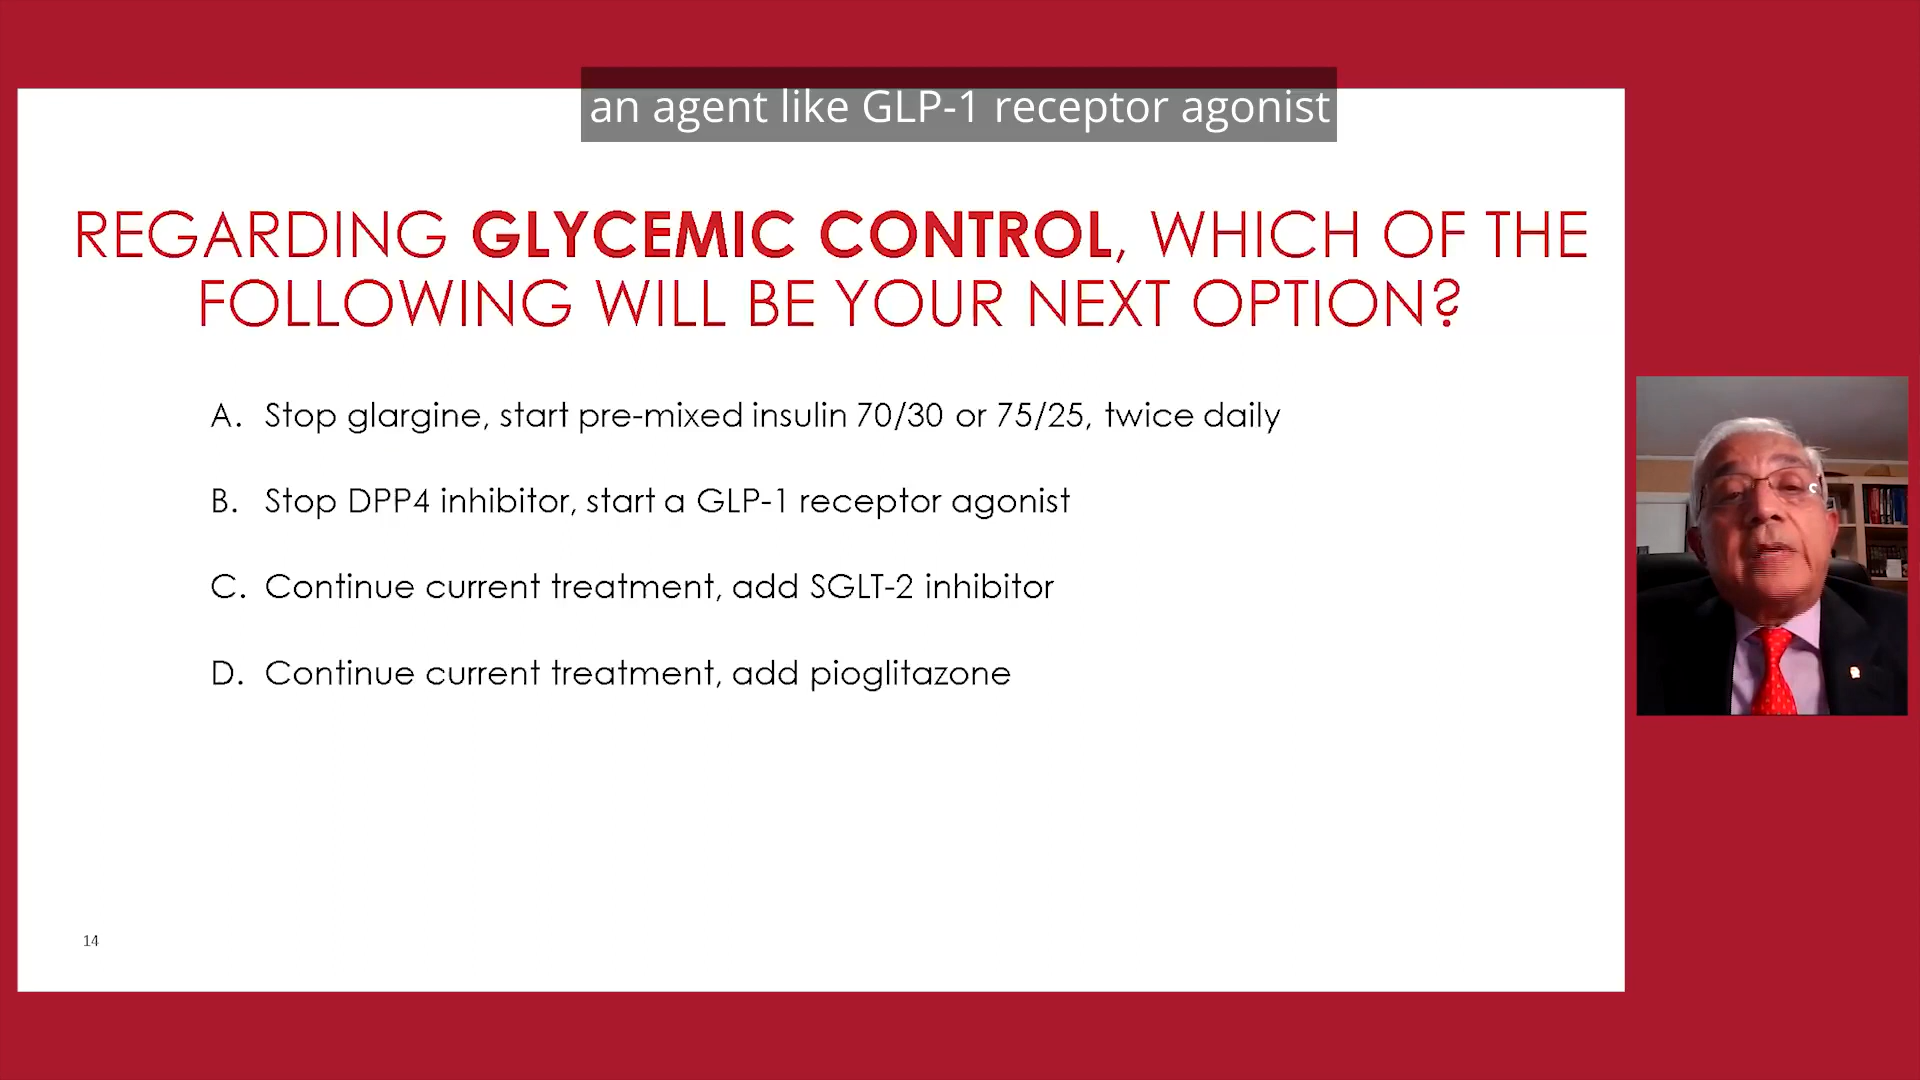 an agent like GLP-1 receptor agonist
REGARDING GLYCEMIC CONTROL, WHICH OF THE
FOLLOWING WILL BE YOUR NEXT OPTION?
A. Stop glargine, start pre-mixed insulin 70/30 or 75/25, twice daily
B. Stop DPP4 inhibitor, start a GLP-1 receptor agonist
C. Continue current treatment, add SGLT-2 inhibitor
D. Continue current treatment, add pioglitazone
14